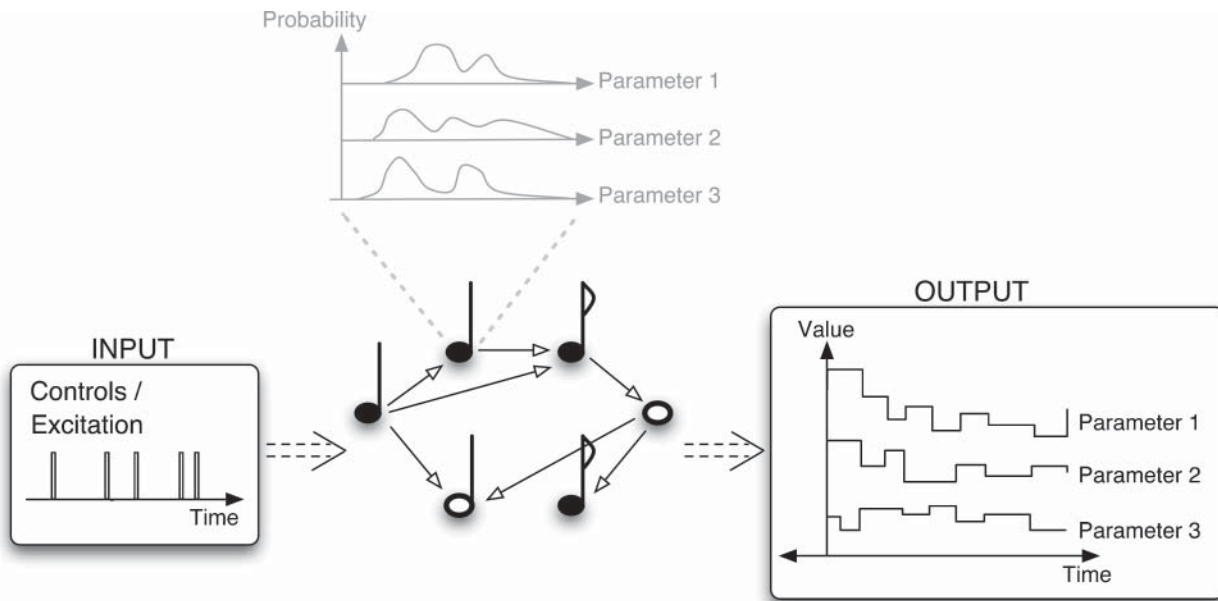 Probability
Parameter 1
Parameter 2
Parameter 3
INPUT
Controls /
Excitation
Time
OUTPUT
Value
Parameter 1
Parameter 2
Parameter 3
Time